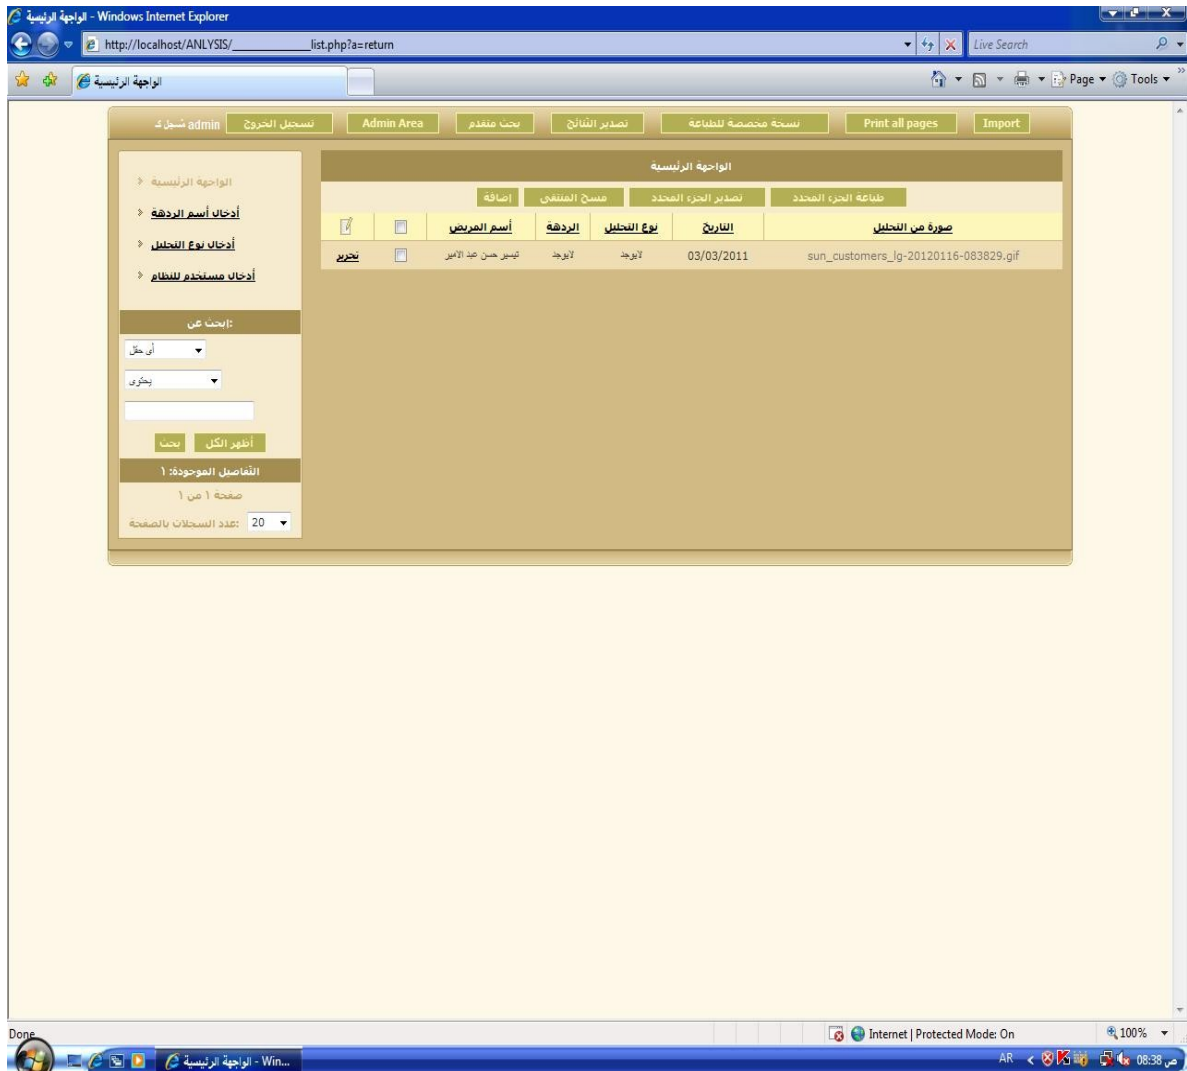 الواجهة الرئيسية - Windows Internet Explorer
http://localhost/ANLYSIS/___________list.php?a=return
Live Search
الواجهة الرئيسية
Page
Tools
مُسجل كـ admin
تسجيل الخروج
Admin Area
بحث متقدم
تصدير النتائج
نسخة مخصصة للطباعة
Print all pages
Import
الواجهة الرئيسية
أدخال أسم الردهة
أدخال نوع التحليل
أدخال مستخدم للنظام
إبحث عن:
أى حقل
يحتوى
أظهر الكل
بحث
التفاصيل الموجودة: ١
صفحة ١ من ١
عدد السجلات بالصفحة: 20
الواجهة الرئيسية
إضافة
مسح المنتقى
تصدير الجزء المحدد
طباعة الجزء المحدد
أسم المريض
الردهة
نوع التحليل
التاريخ
صورة من التحليل
تحرير
تيسير حسن عبد الامير
لايوجد
لايوجد
03/03/2011
sun_customers_lg-20120116-083829.gif
Done
Internet | Protected Mode: On
100%
الواجهة الرئيسية - Win...
AR
08:38 ص